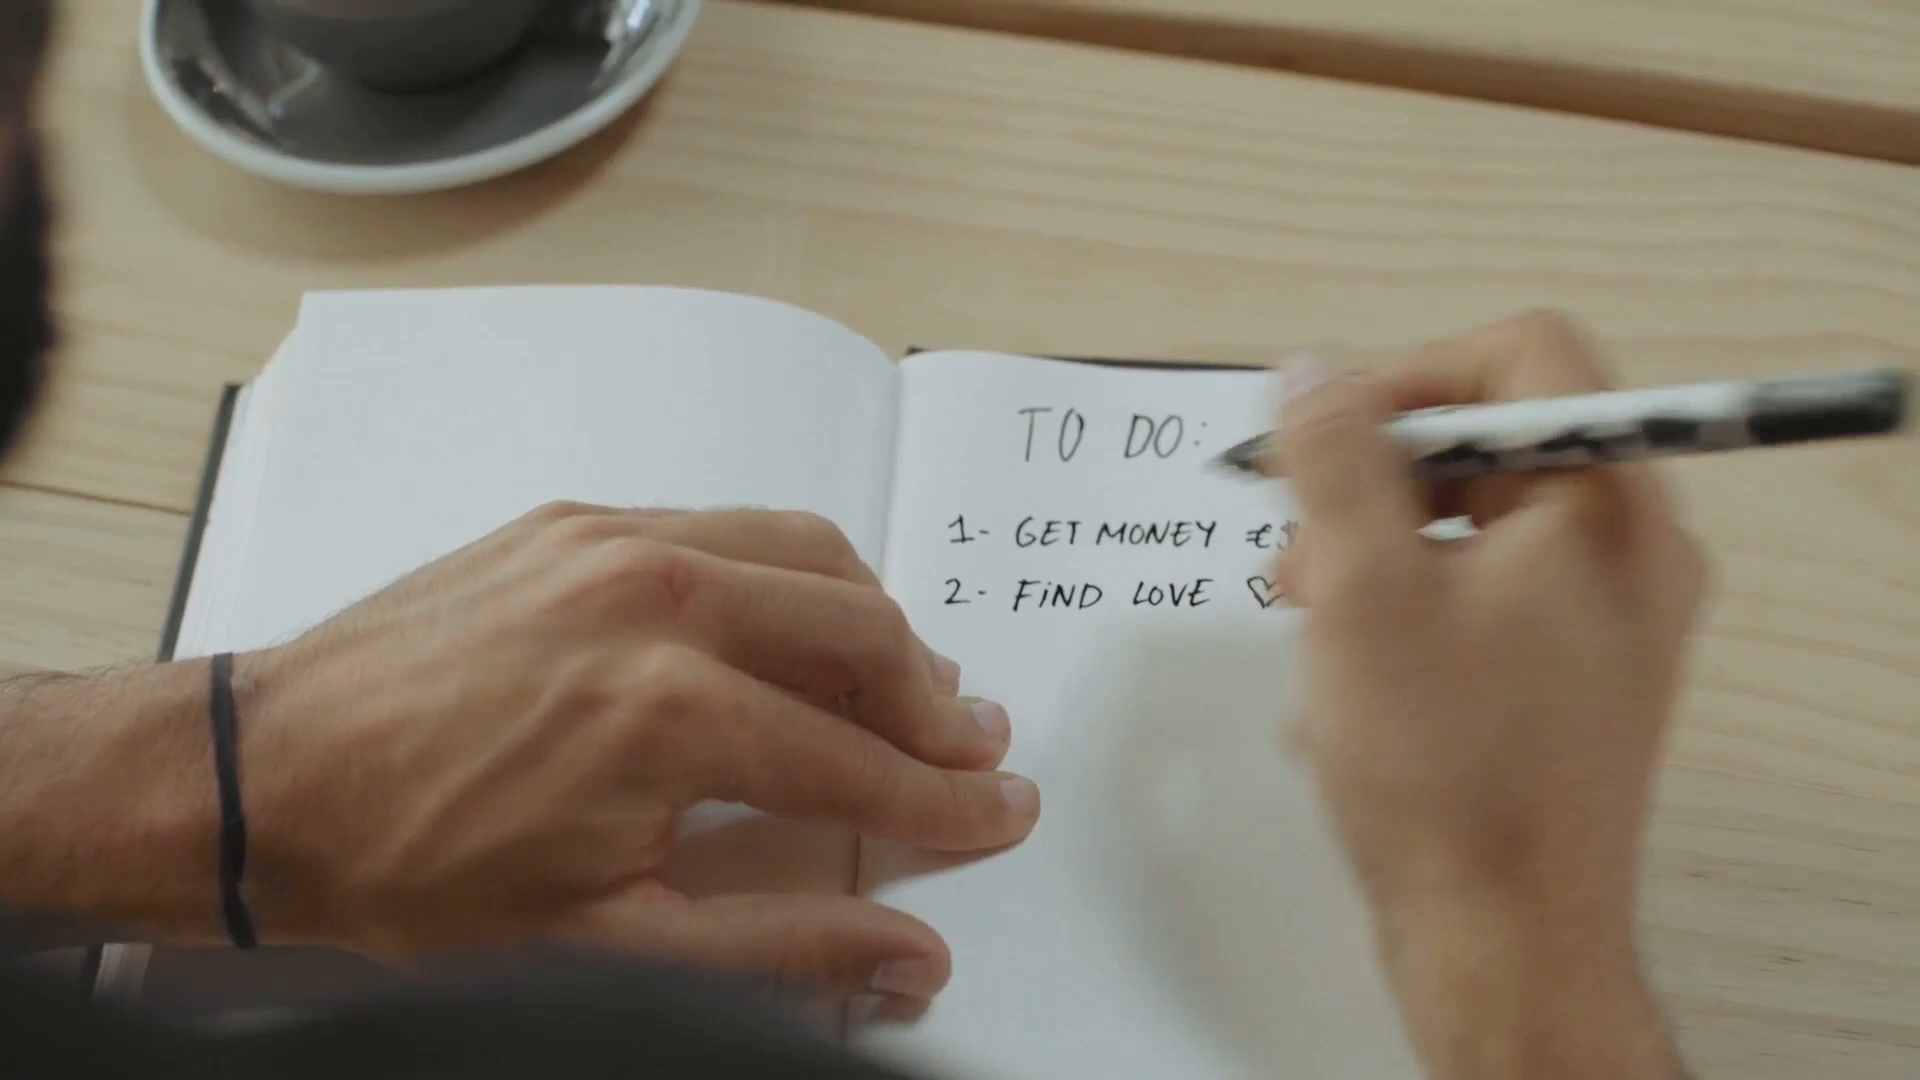 TO DO:
1- GET MONEY €$
2- FiND LOVE ♡